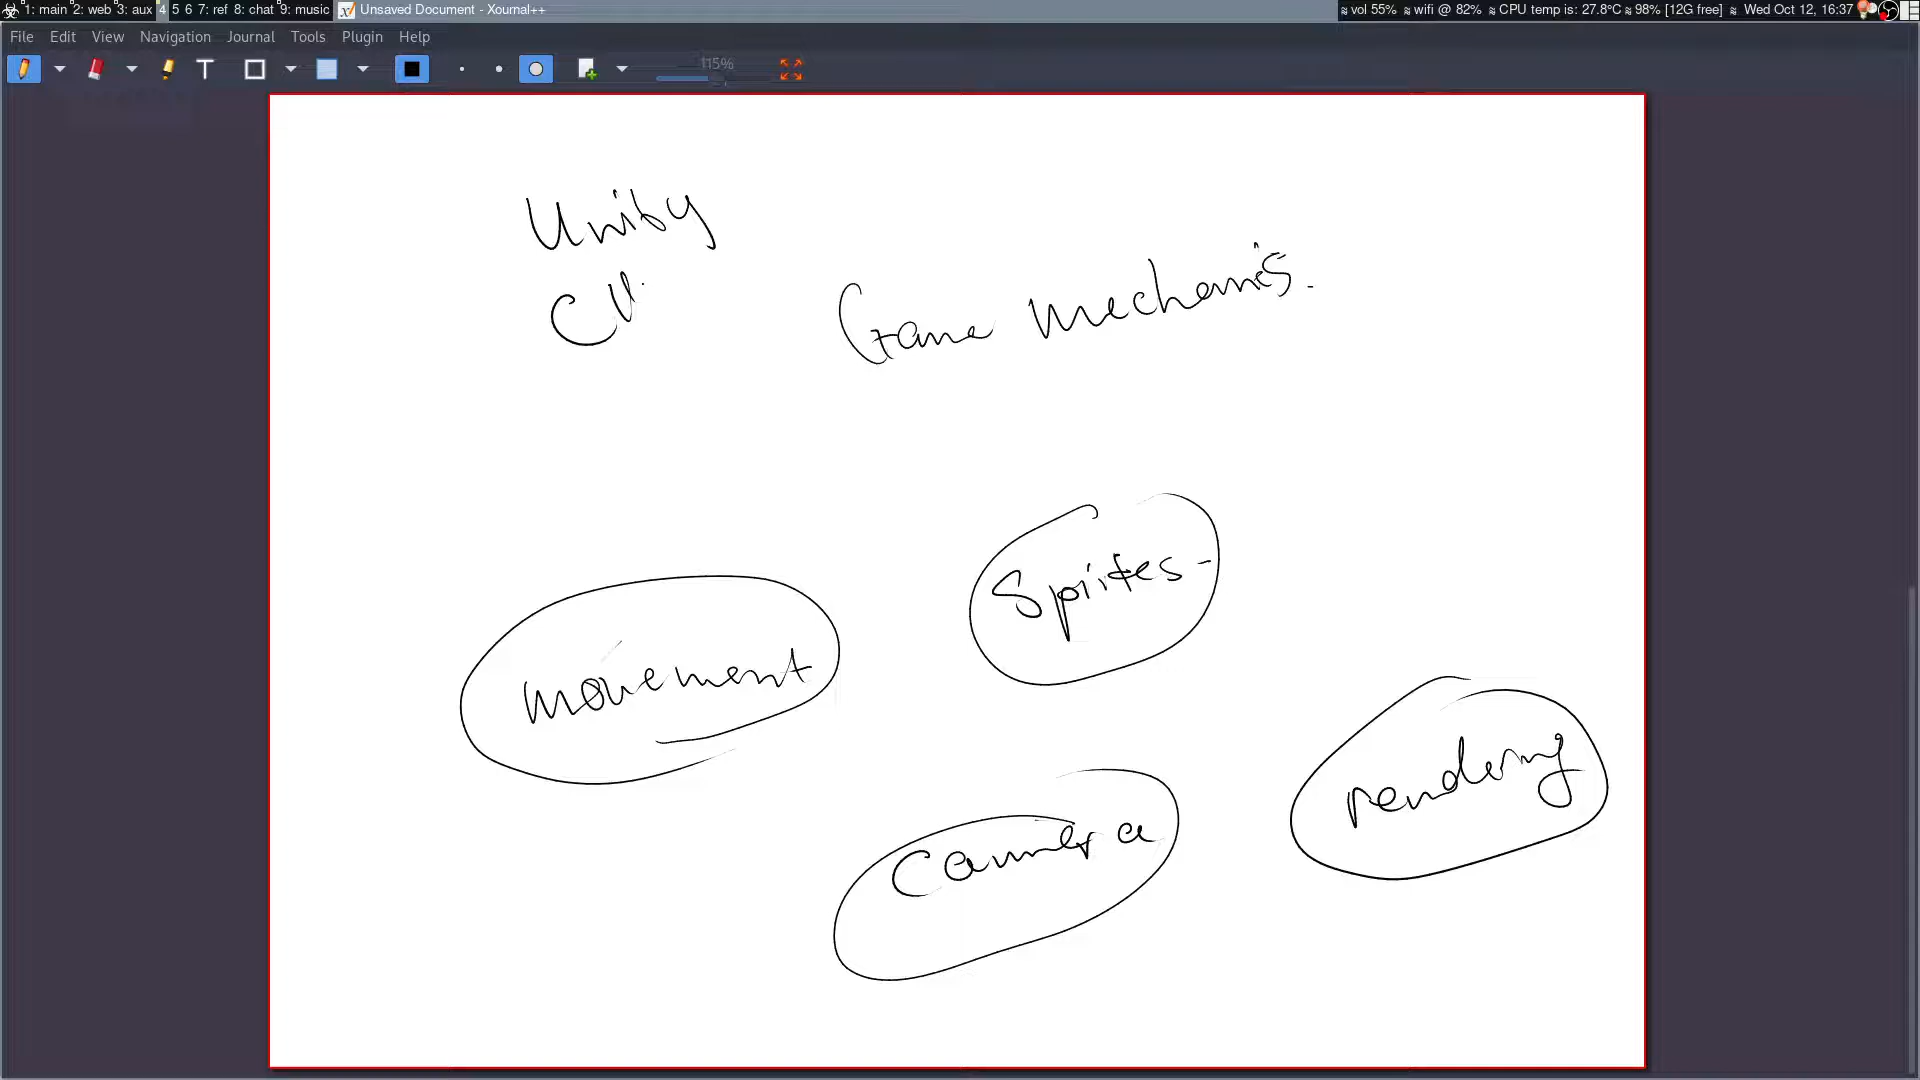 1: main 2: web 3: aux 4 5 6 7: ref 8: chat 9: music Unsaved Document - Xournal++
vol 55% wifi @ 82% CPU temp is: 27.8°C 98% [12G free] Wed Oct 12, 16:37
File Edit View Navigation Journal Tools Plugin Help
T 115%
Unity
Game mechanis.
Sprites -
movement
rendering
Camera